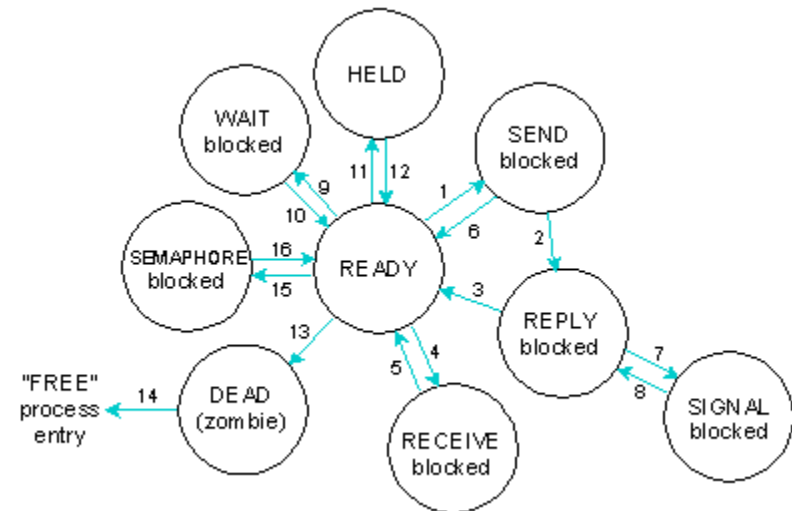 HELD
WAIT
blocked
SEND
blocked
11
12
1
9
10
6
2
SEMAPHORE
blocked
16
15
READY
3
REPLY
blocked
13
4
5
7
8
"FREE"
process
entry
14
DEAD
(zombie)
RECEIVE
blocked
SIGNAL
blocked